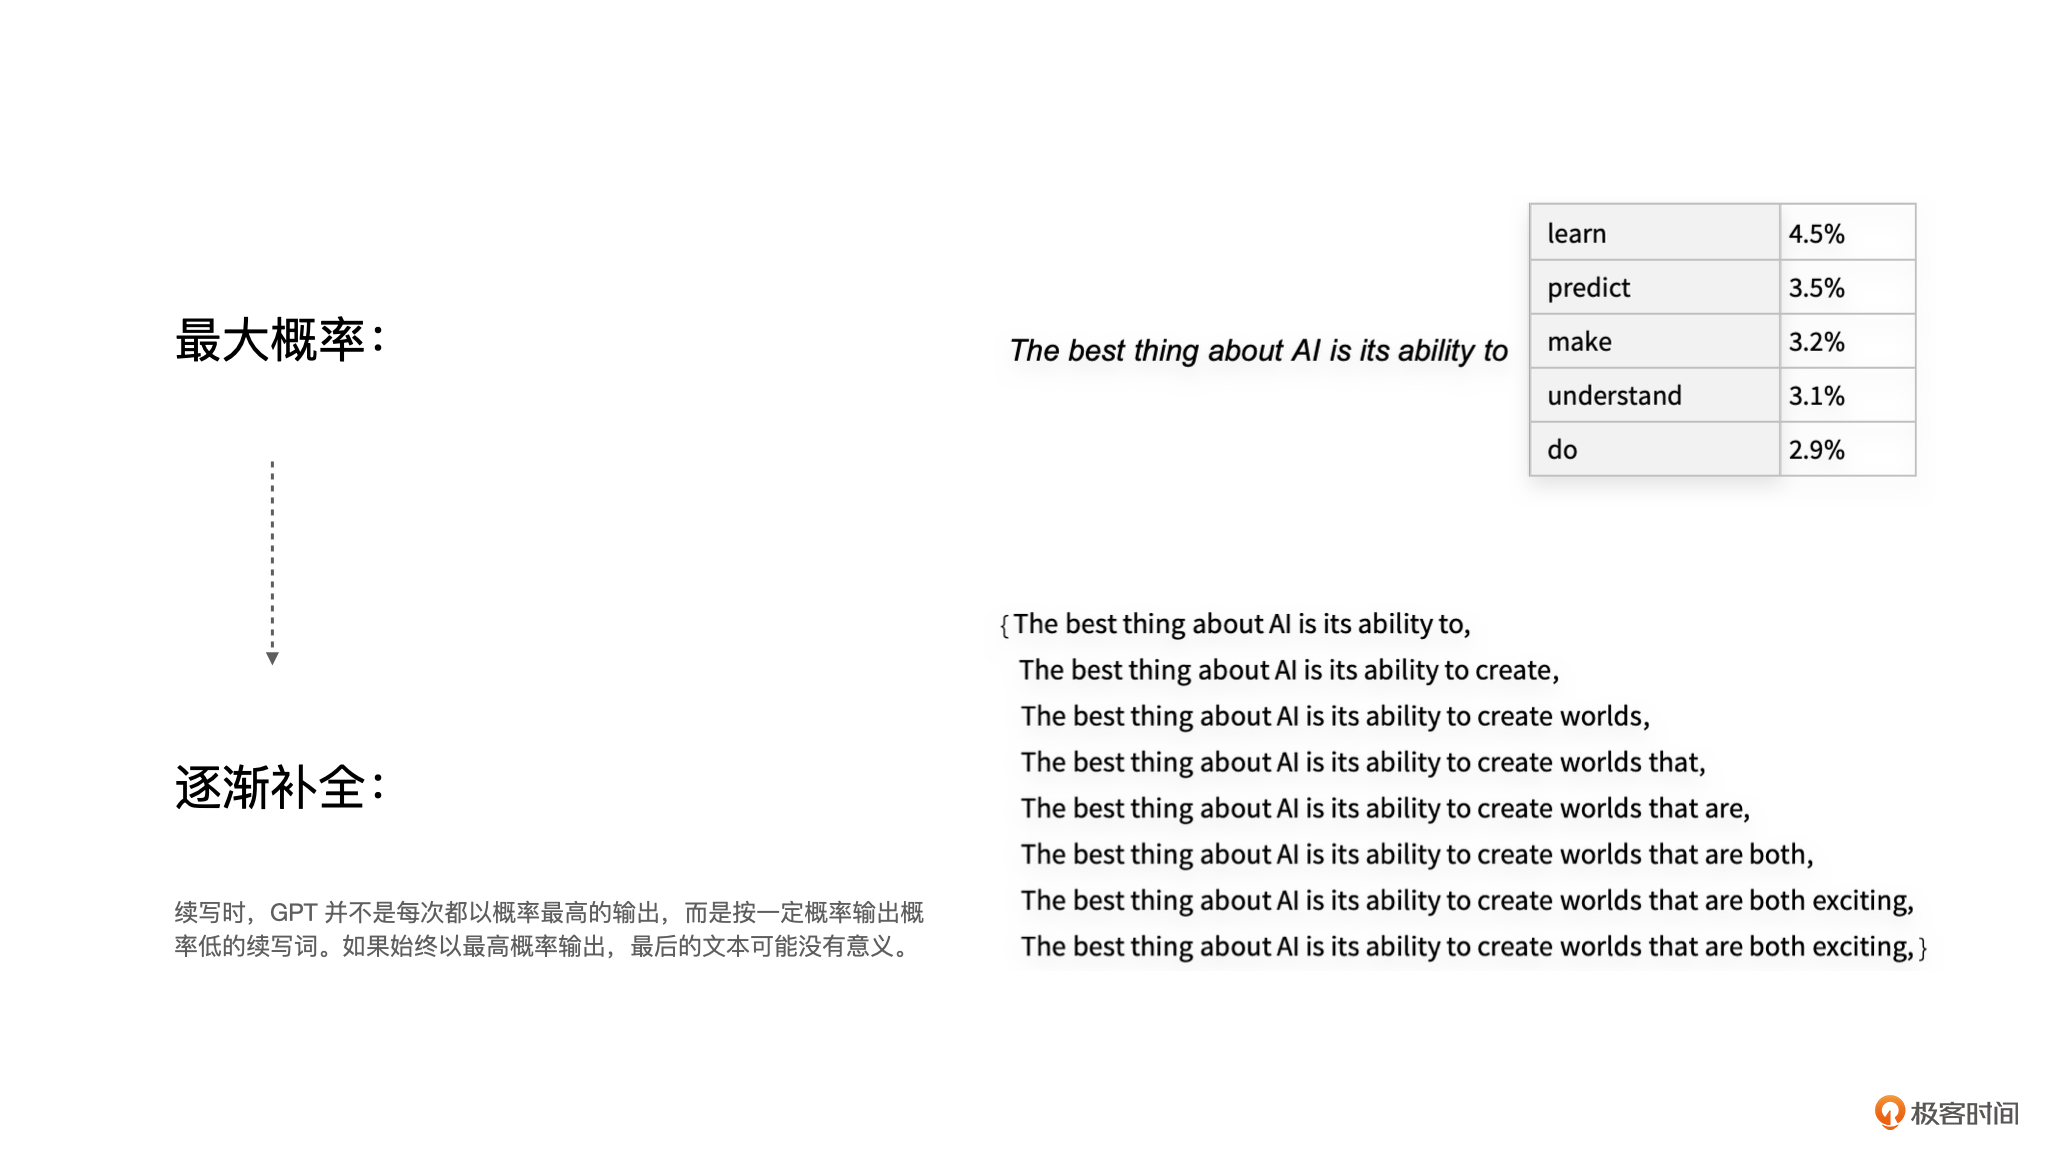 最大概率：
The best thing about AI is its ability to
learn 4.5%
predict 3.5%
make 3.2%
understand 3.1%
do 2.9%
逐渐补全：
续写时，GPT 并不是每次都以概率最高的输出，而是按一定概率输出概
率低的续写词。如果始终以最高概率输出，最后的文本可能没有意义。
{The best thing about AI is its ability to,
The best thing about AI is its ability to create,
The best thing about AI is its ability to create worlds,
The best thing about AI is its ability to create worlds that,
The best thing about AI is its ability to create worlds that are,
The best thing about AI is its ability to create worlds that are both,
The best thing about AI is its ability to create worlds that are both exciting,
The best thing about AI is its ability to create worlds that are both exciting,}
极客时间